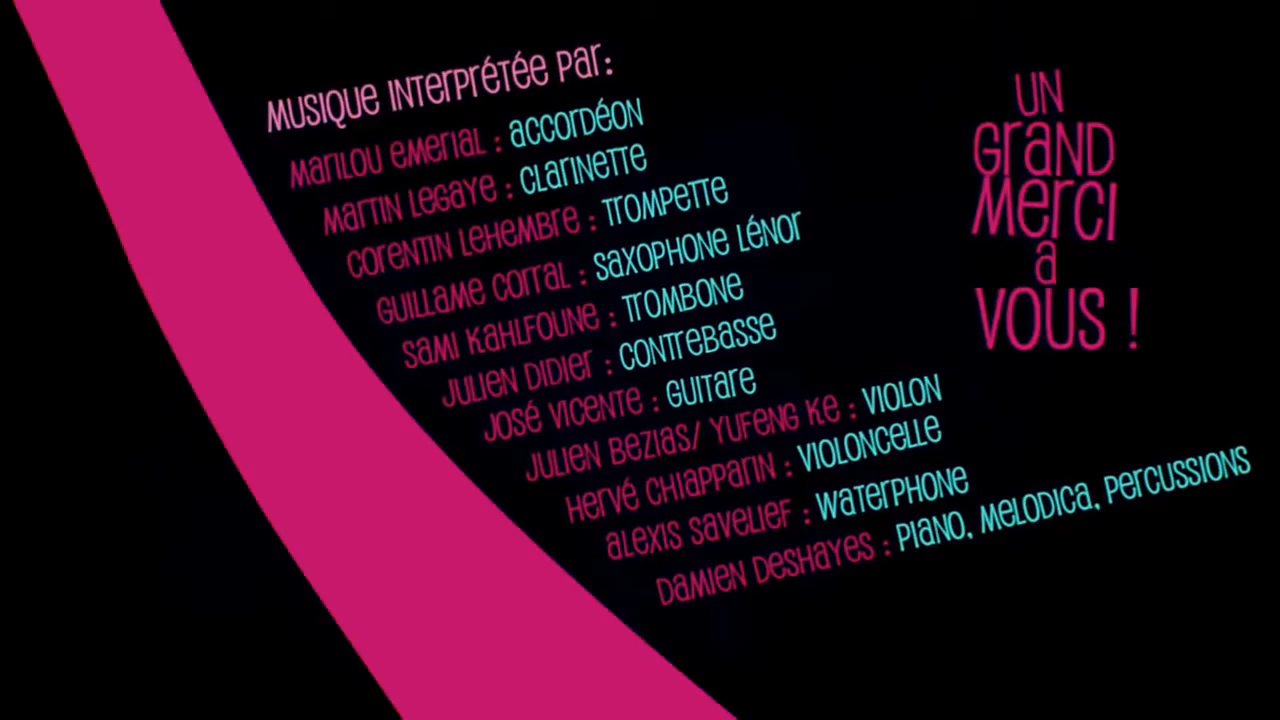 MUSIQUE INTERPRÉTÉE PAR:
MARILOU EMERIAL : ACCORDÉON
MARTIN LEGAYE : CLARINETTE
CORENTIN LEHEMBRE : TROMPETTE
GUILLAME CORRAL : SAXOPHONE LÉNOR
SAMI KAHLFOUNE : TROMBONE
JULIEN DIDIER : CONTREBASSE
JOSÉ VICENTE : GUITARE
JULIEN BEZIAS/ YUFENG KE : VIOLON
HERVÉ CHIAPPARIN : VIOLONCELLE
ALEXIS SAVELIEF : WATERPHONE
DAMIEN DESHAYES : PIANO, MELODICA, PERCUSSIONS
UN
GRAND
MERCI
À
VOUS !